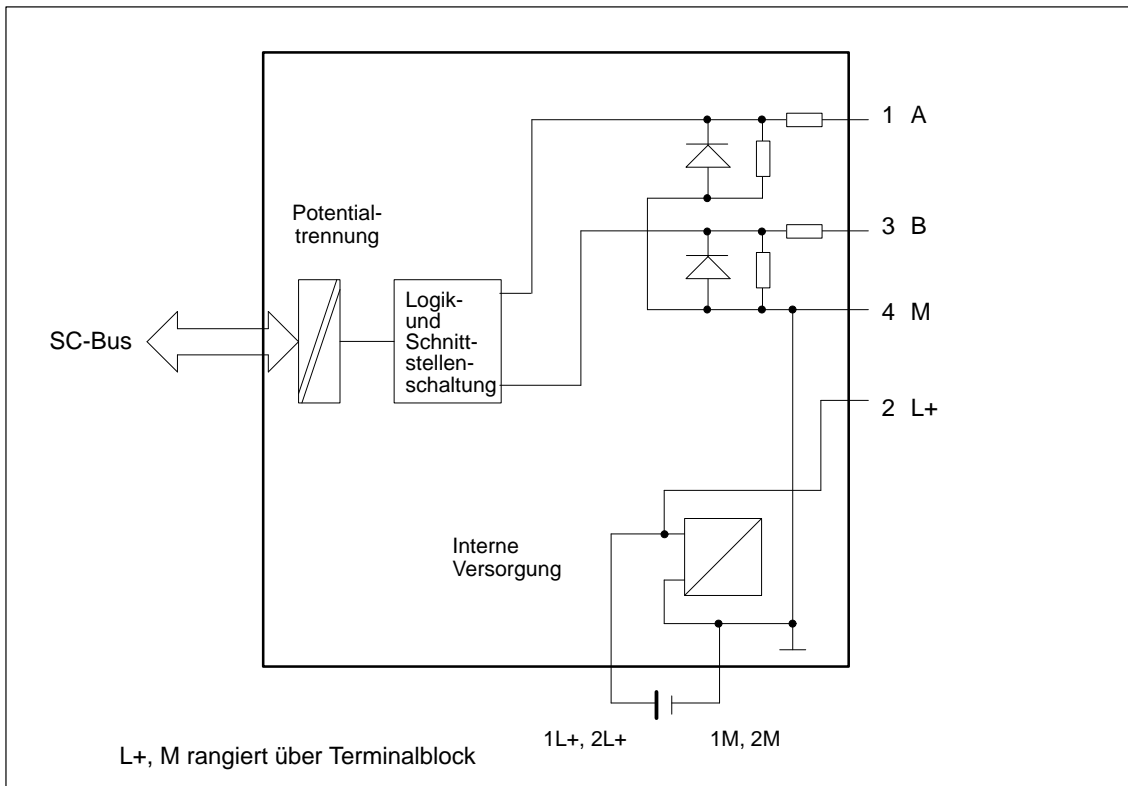 1 A
Potential-
trennung
3 B
Logik-
und
Schnitt-
stellen-
schaltung
4 M
SC-Bus
2 L+
Interne
Versorgung
1L+, 2L+ 1M, 2M
L+, M rangiert über Terminalblock